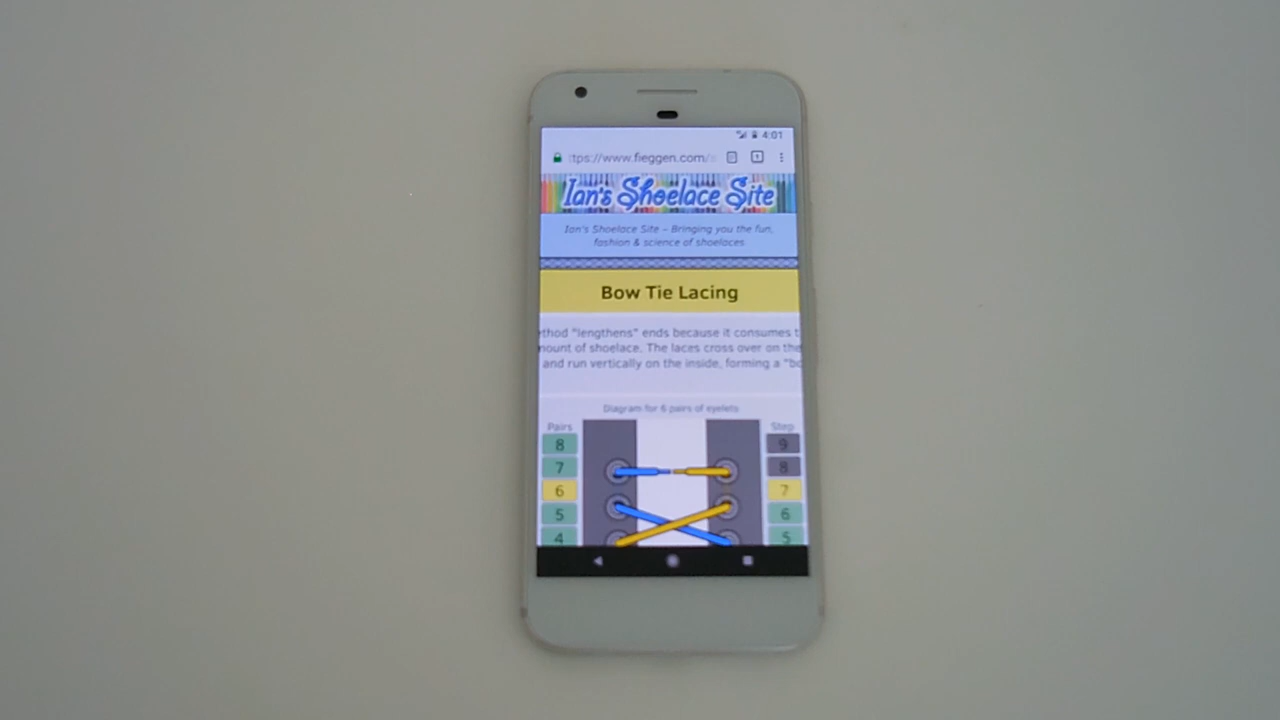 4:01
tps://www.fieggen.com/s
1
Ian's Shoelace Site
Ian's Shoelace Site – Bringing you the fun,
fashion & science of shoelaces
Bow Tie Lacing
ethod "lengthens" ends because it consumes t
mount of shoelace. The laces cross over on the
and run vertically on the inside, forming a "bo
Diagram for 6 pairs of eyelets
Pairs Step
8 9
7 8
6 7
5 6
4 5